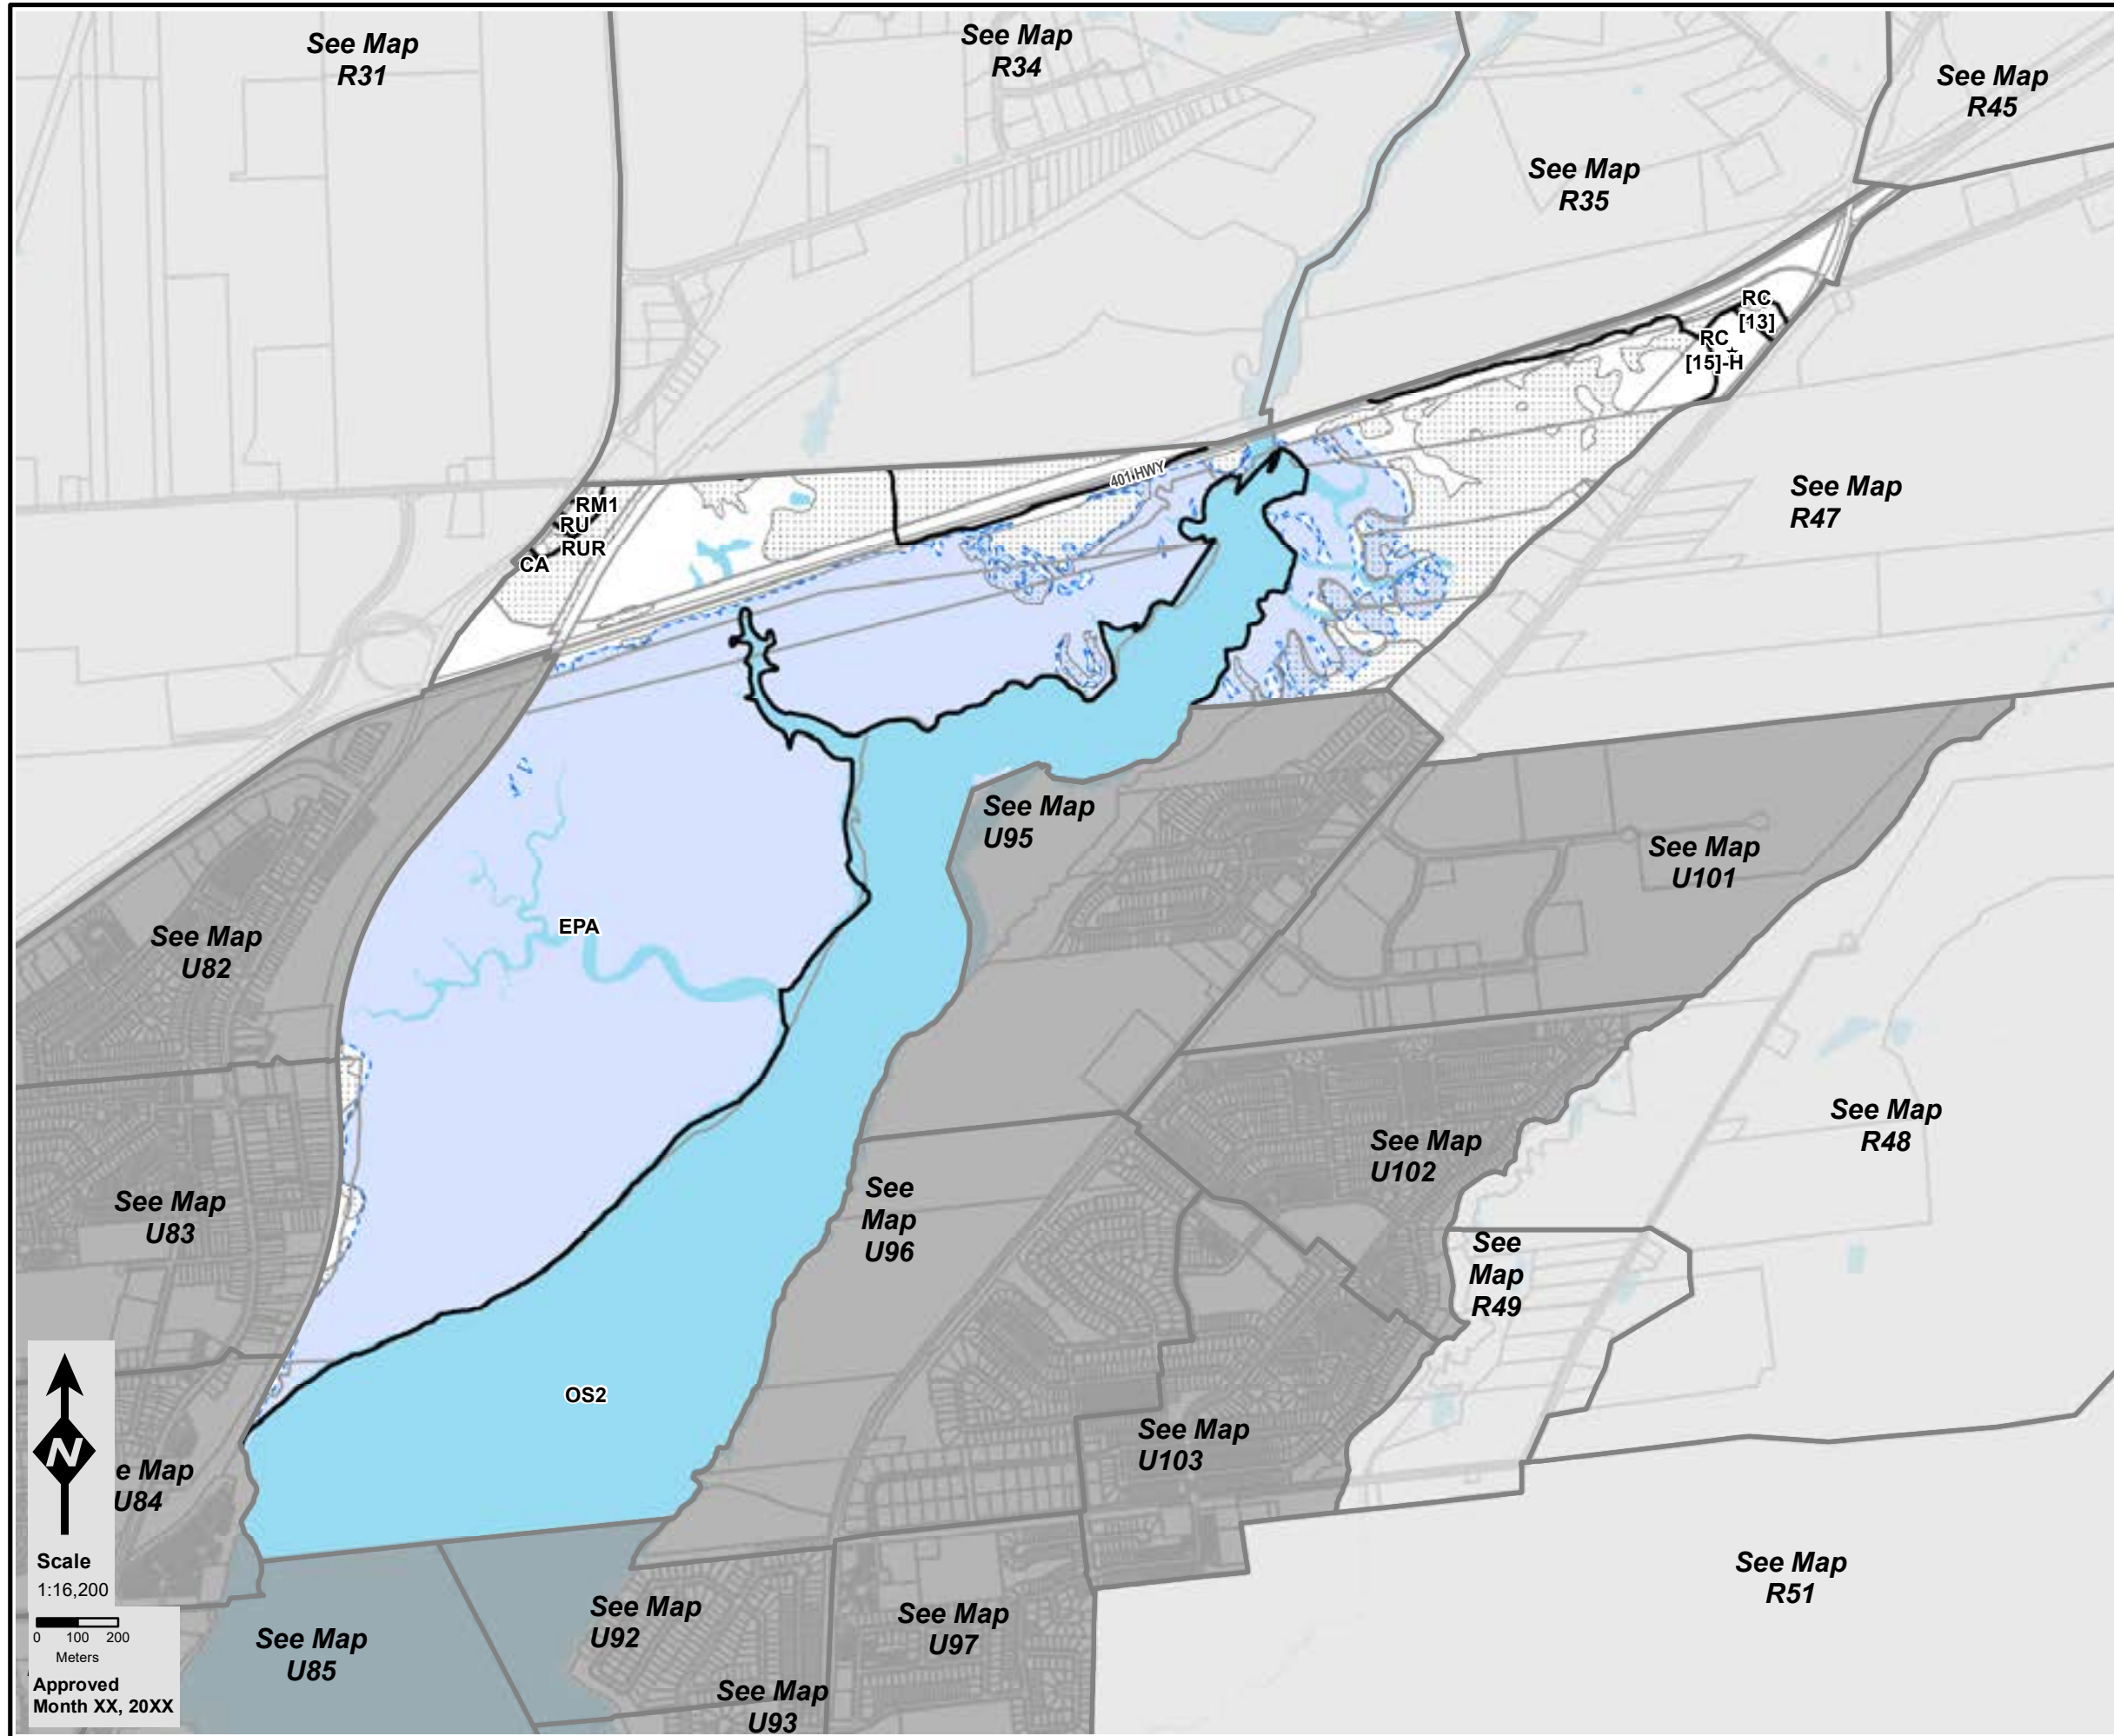 See Map
R31
See Map
R34
See Map
R45
See Map
R35
RC
[13]
RC
[15]-H
401 HWY
See Map
R47
RM1
RU
RUR
CA
See Map
U95
See Map
U101
EPA
See Map
U82
See Map
R48
See Map
U102
See
Map
U96
See Map
U83
See
Map
R49
OS2
See Map
U103
N
e Map
U84
Scale
1:16,200
0 100 200
Meters
Approved
Month XX, 20XX
See Map
R51
See Map
U92
See Map
U97
See Map
U85
See Map
U93